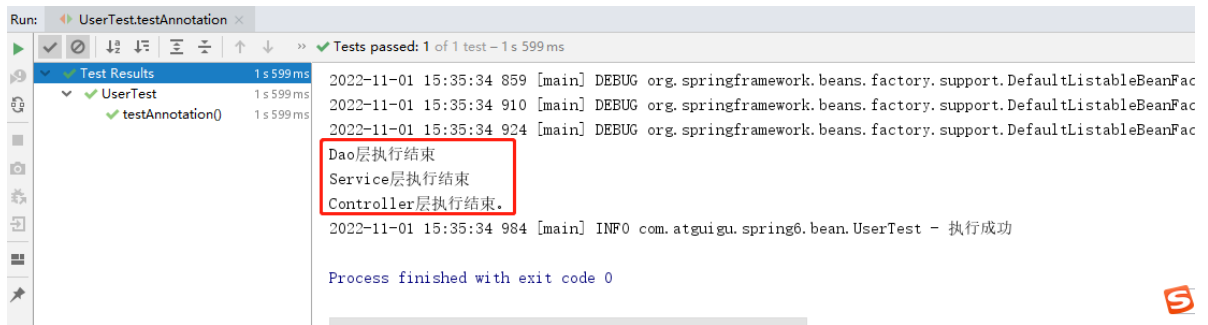 Run: UserTest.testAnnotation
Tests passed: 1 of 1 test – 1 s 599 ms
Test Results 1 s 599 ms
UserTest 1 s 599 ms
testAnnotation() 1 s 599 ms
2022-11-01 15:35:34 859 [main] DEBUG org.springframework.beans.factory.support.DefaultListableBeanFac
2022-11-01 15:35:34 910 [main] DEBUG org.springframework.beans.factory.support.DefaultListableBeanFac
2022-11-01 15:35:34 924 [main] DEBUG org.springframework.beans.factory.support.DefaultListableBeanFac
Dao层执行结束
Service层执行结束
Controller层执行结束。
2022-11-01 15:35:34 984 [main] INFO com.atguigu.spring6.bean.UserTest - 执行成功
Process finished with exit code 0